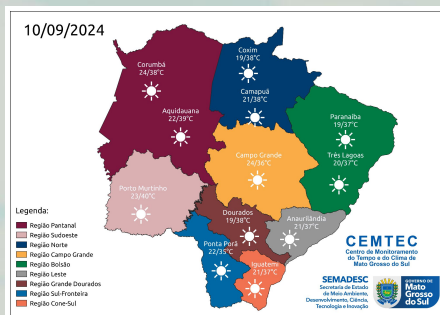 10/09/2024
Coxim
19/38°C
Corumbá
24/38°C
Camapuã
21/38°C
Aquidauana
22/39°C
Paranaíba
19/37°C
Três Lagoas
20/37°C
Campo Grande
24/36°C
Porto Murtinho
23/40°C
Dourados
19/38°C
Anaurilândia
21/37°C
Ponta Porã
22/35°C
Iguatemi
21/37°C
Legenda:
Região Pantanal
Região Sudoeste
Região Norte
Região Campo Grande
Região Bolsão
Região Leste
Região Grande Dourados
Região Sul-Fronteira
Região Cone-Sul
CEMTEC
Centro de Monitoramento
do Tempo e do Clima de
Mato Grosso do Sul
SEMADESC
Secretaria de Estado
de Meio Ambiente,
Desenvolvimento, Ciência,
Tecnologia e Inovação
GOVERNO DE
Mato
Grosso
do Sul